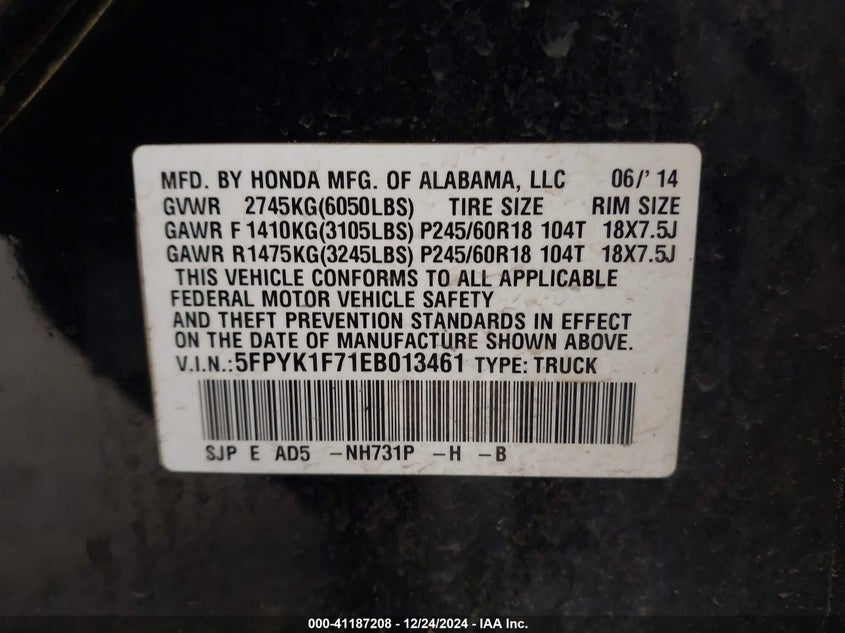 MFD. BY HONDA MFG. OF ALABAMA, LLC 06/' 14
GVWR 2745KG(6050LBS) TIRE SIZE RIM SIZE
GAWR F 1410KG(3105LBS) P245/60R18 104T 18X7.5J
GAWR R1475KG(3245LBS) P245/60R18 104T 18X7.5J
THIS VEHICLE CONFORMS TO ALL APPLICABLE
FEDERAL MOTOR VEHICLE SAFETY
AND THEFT PREVENTION STANDARDS IN EFFECT
ON THE DATE OF MANUFACTURE SHOWN ABOVE.
V.I.N.:5FPYK1F71EB013461 TYPE: TRUCK
SJP E AD5 -NH731P -H -B
000-41187208 - 12/24/2024 - IAA Inc.